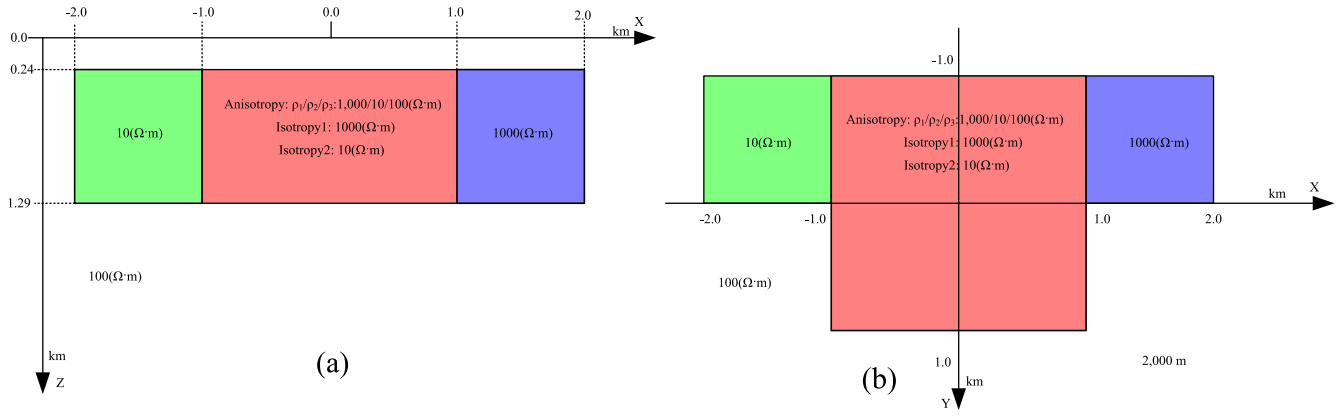 -2.0 -1.0 0.0 1.0 2.0
km X
0.0
0.24
Anisotropy: ρ₁/ρ₂/ρ₃:1,000/10/100(Ω·m)
10(Ω·m) Isotropy1: 1000(Ω·m) 1000(Ω·m)
Isotropy2: 10(Ω·m)
1.29
100(Ω·m)
km
Z
(a)
-1.0
Anisotropy: ρ₁/ρ₂/ρ₃:1,000/10/100(Ω·m)
10(Ω·m) Isotropy1: 1000(Ω·m) 1000(Ω·m)
Isotropy2: 10(Ω·m)
km X
-2.0 -1.0 1.0 2.0
100(Ω·m)
1.0 2,000 m
km
Y
(b)